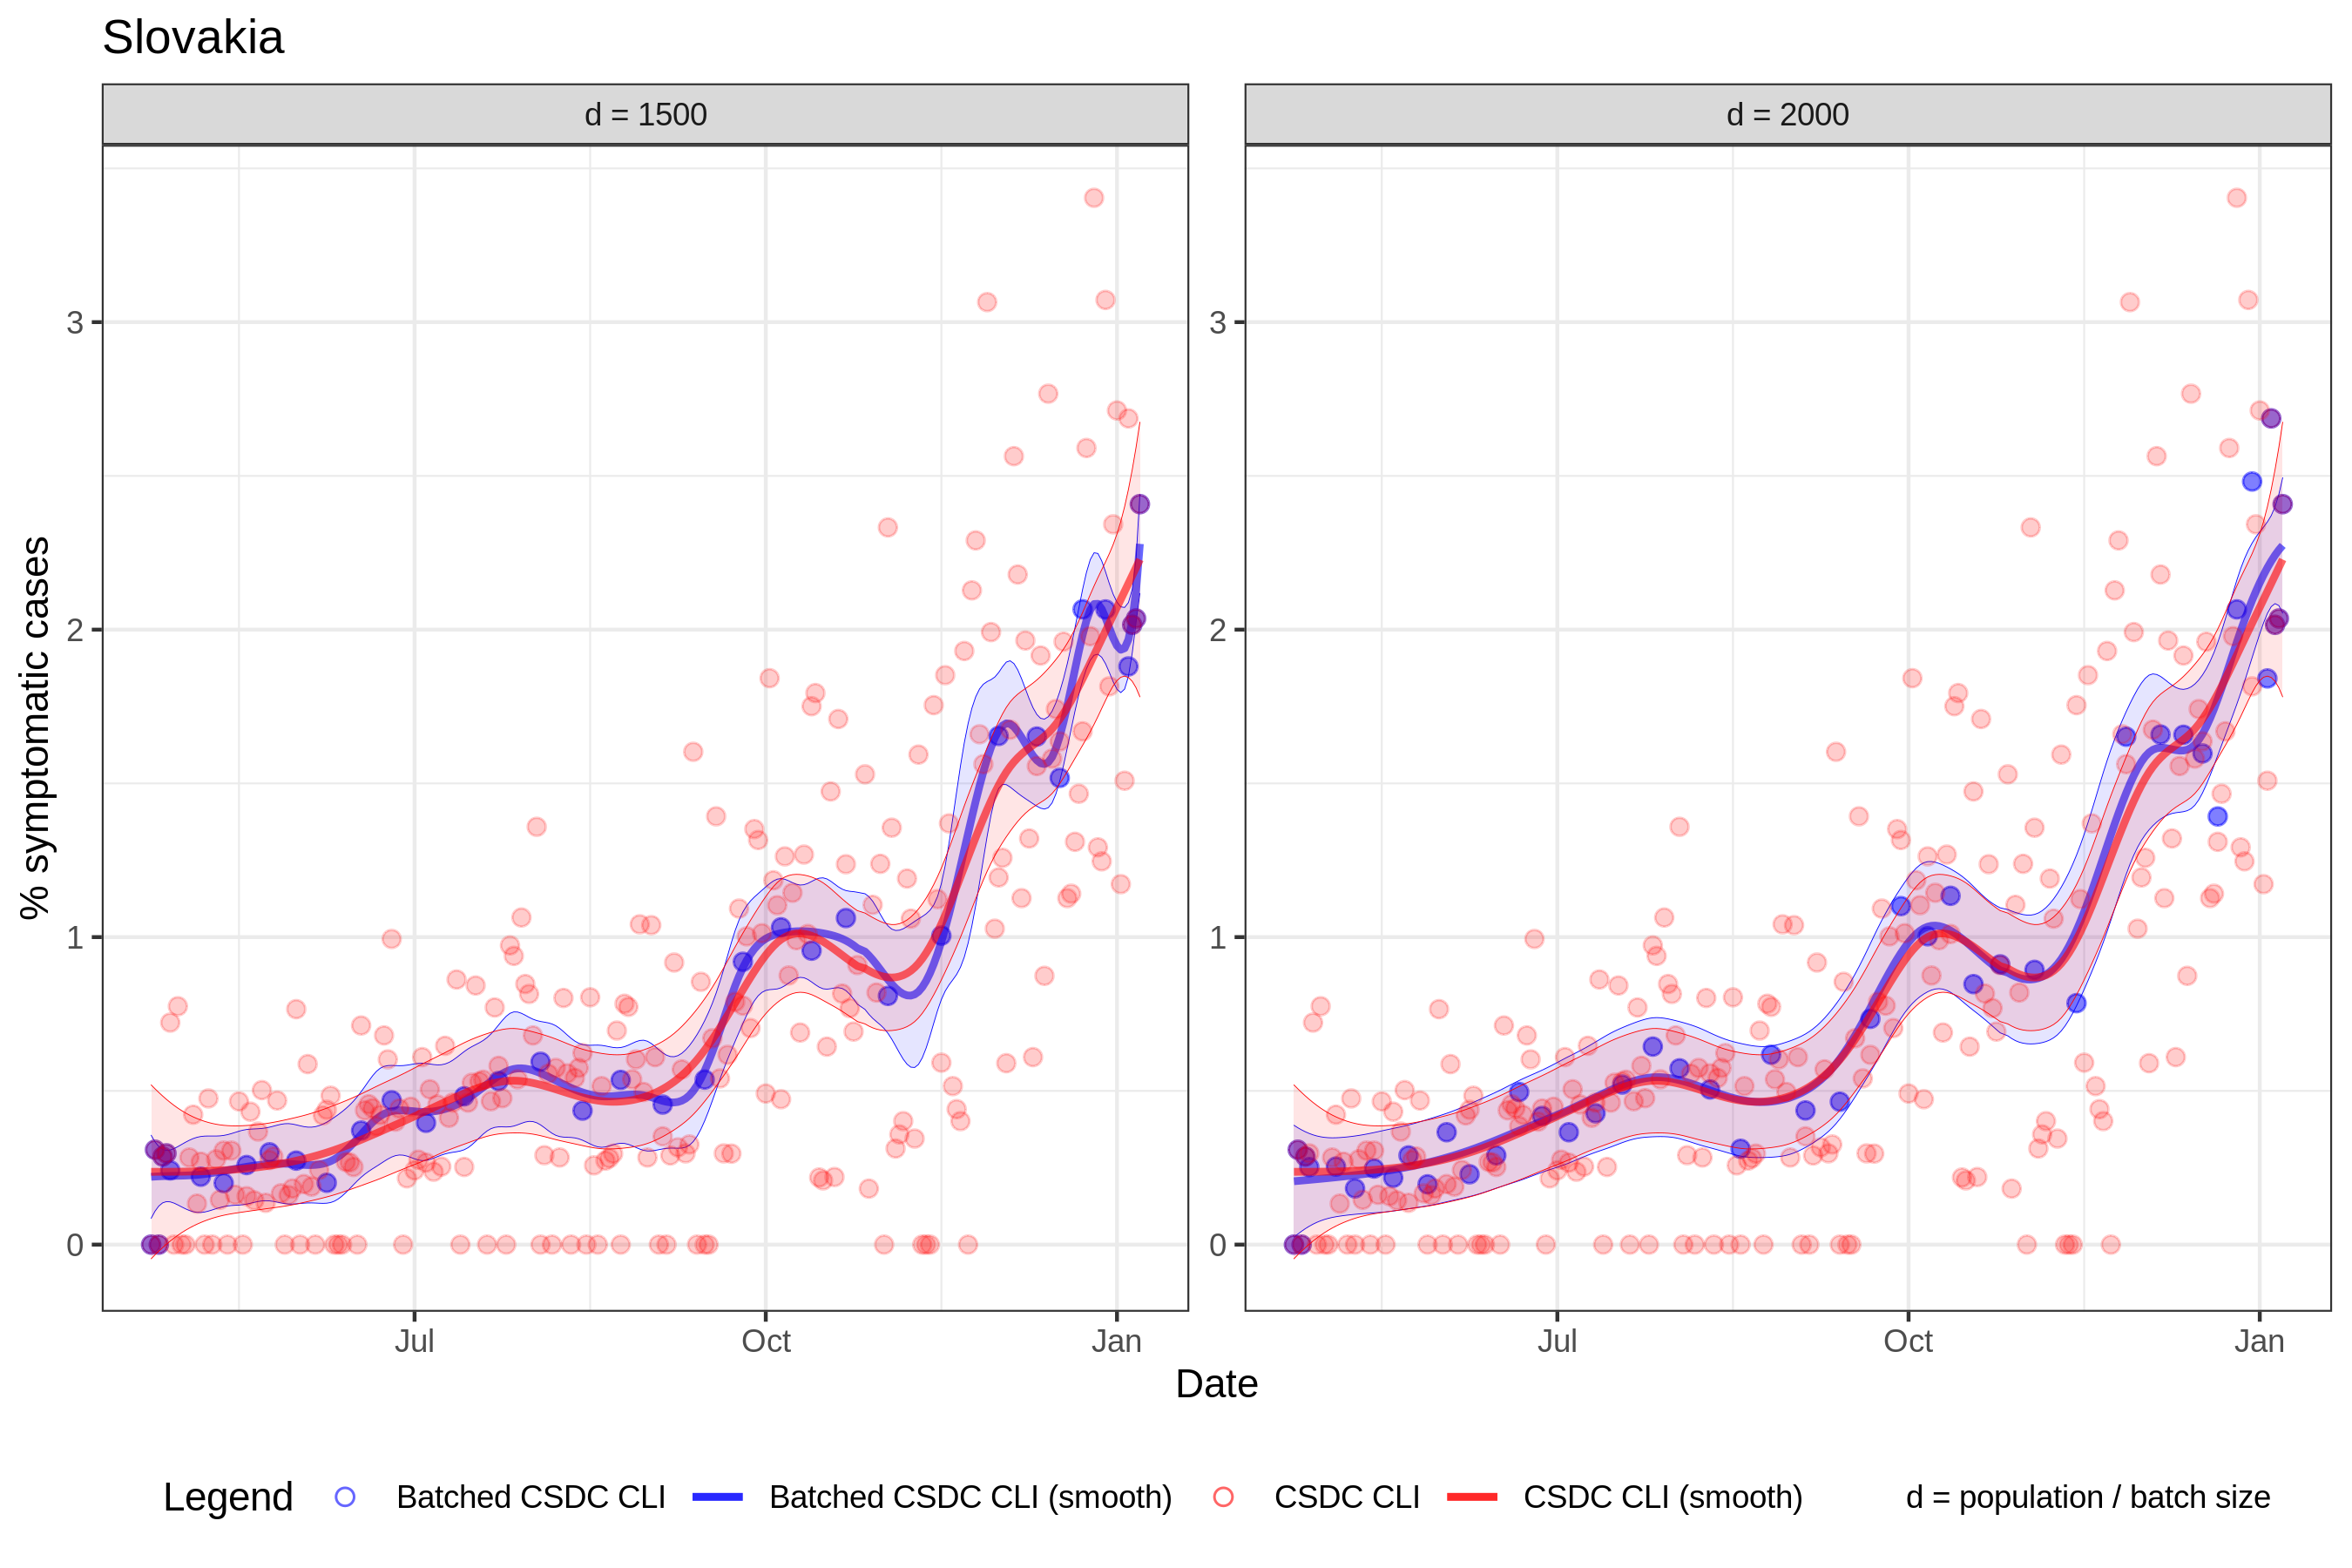 Slovakia
d = 1500
d = 2000
% symptomatic cases
3
2
1
0
3
2
1
0
Jul
Oct
Jan
Jul
Oct
Jan
Date
Legend
Batched CSDC CLI
Batched CSDC CLI (smooth)
CSDC CLI
CSDC CLI (smooth)
d = population / batch size